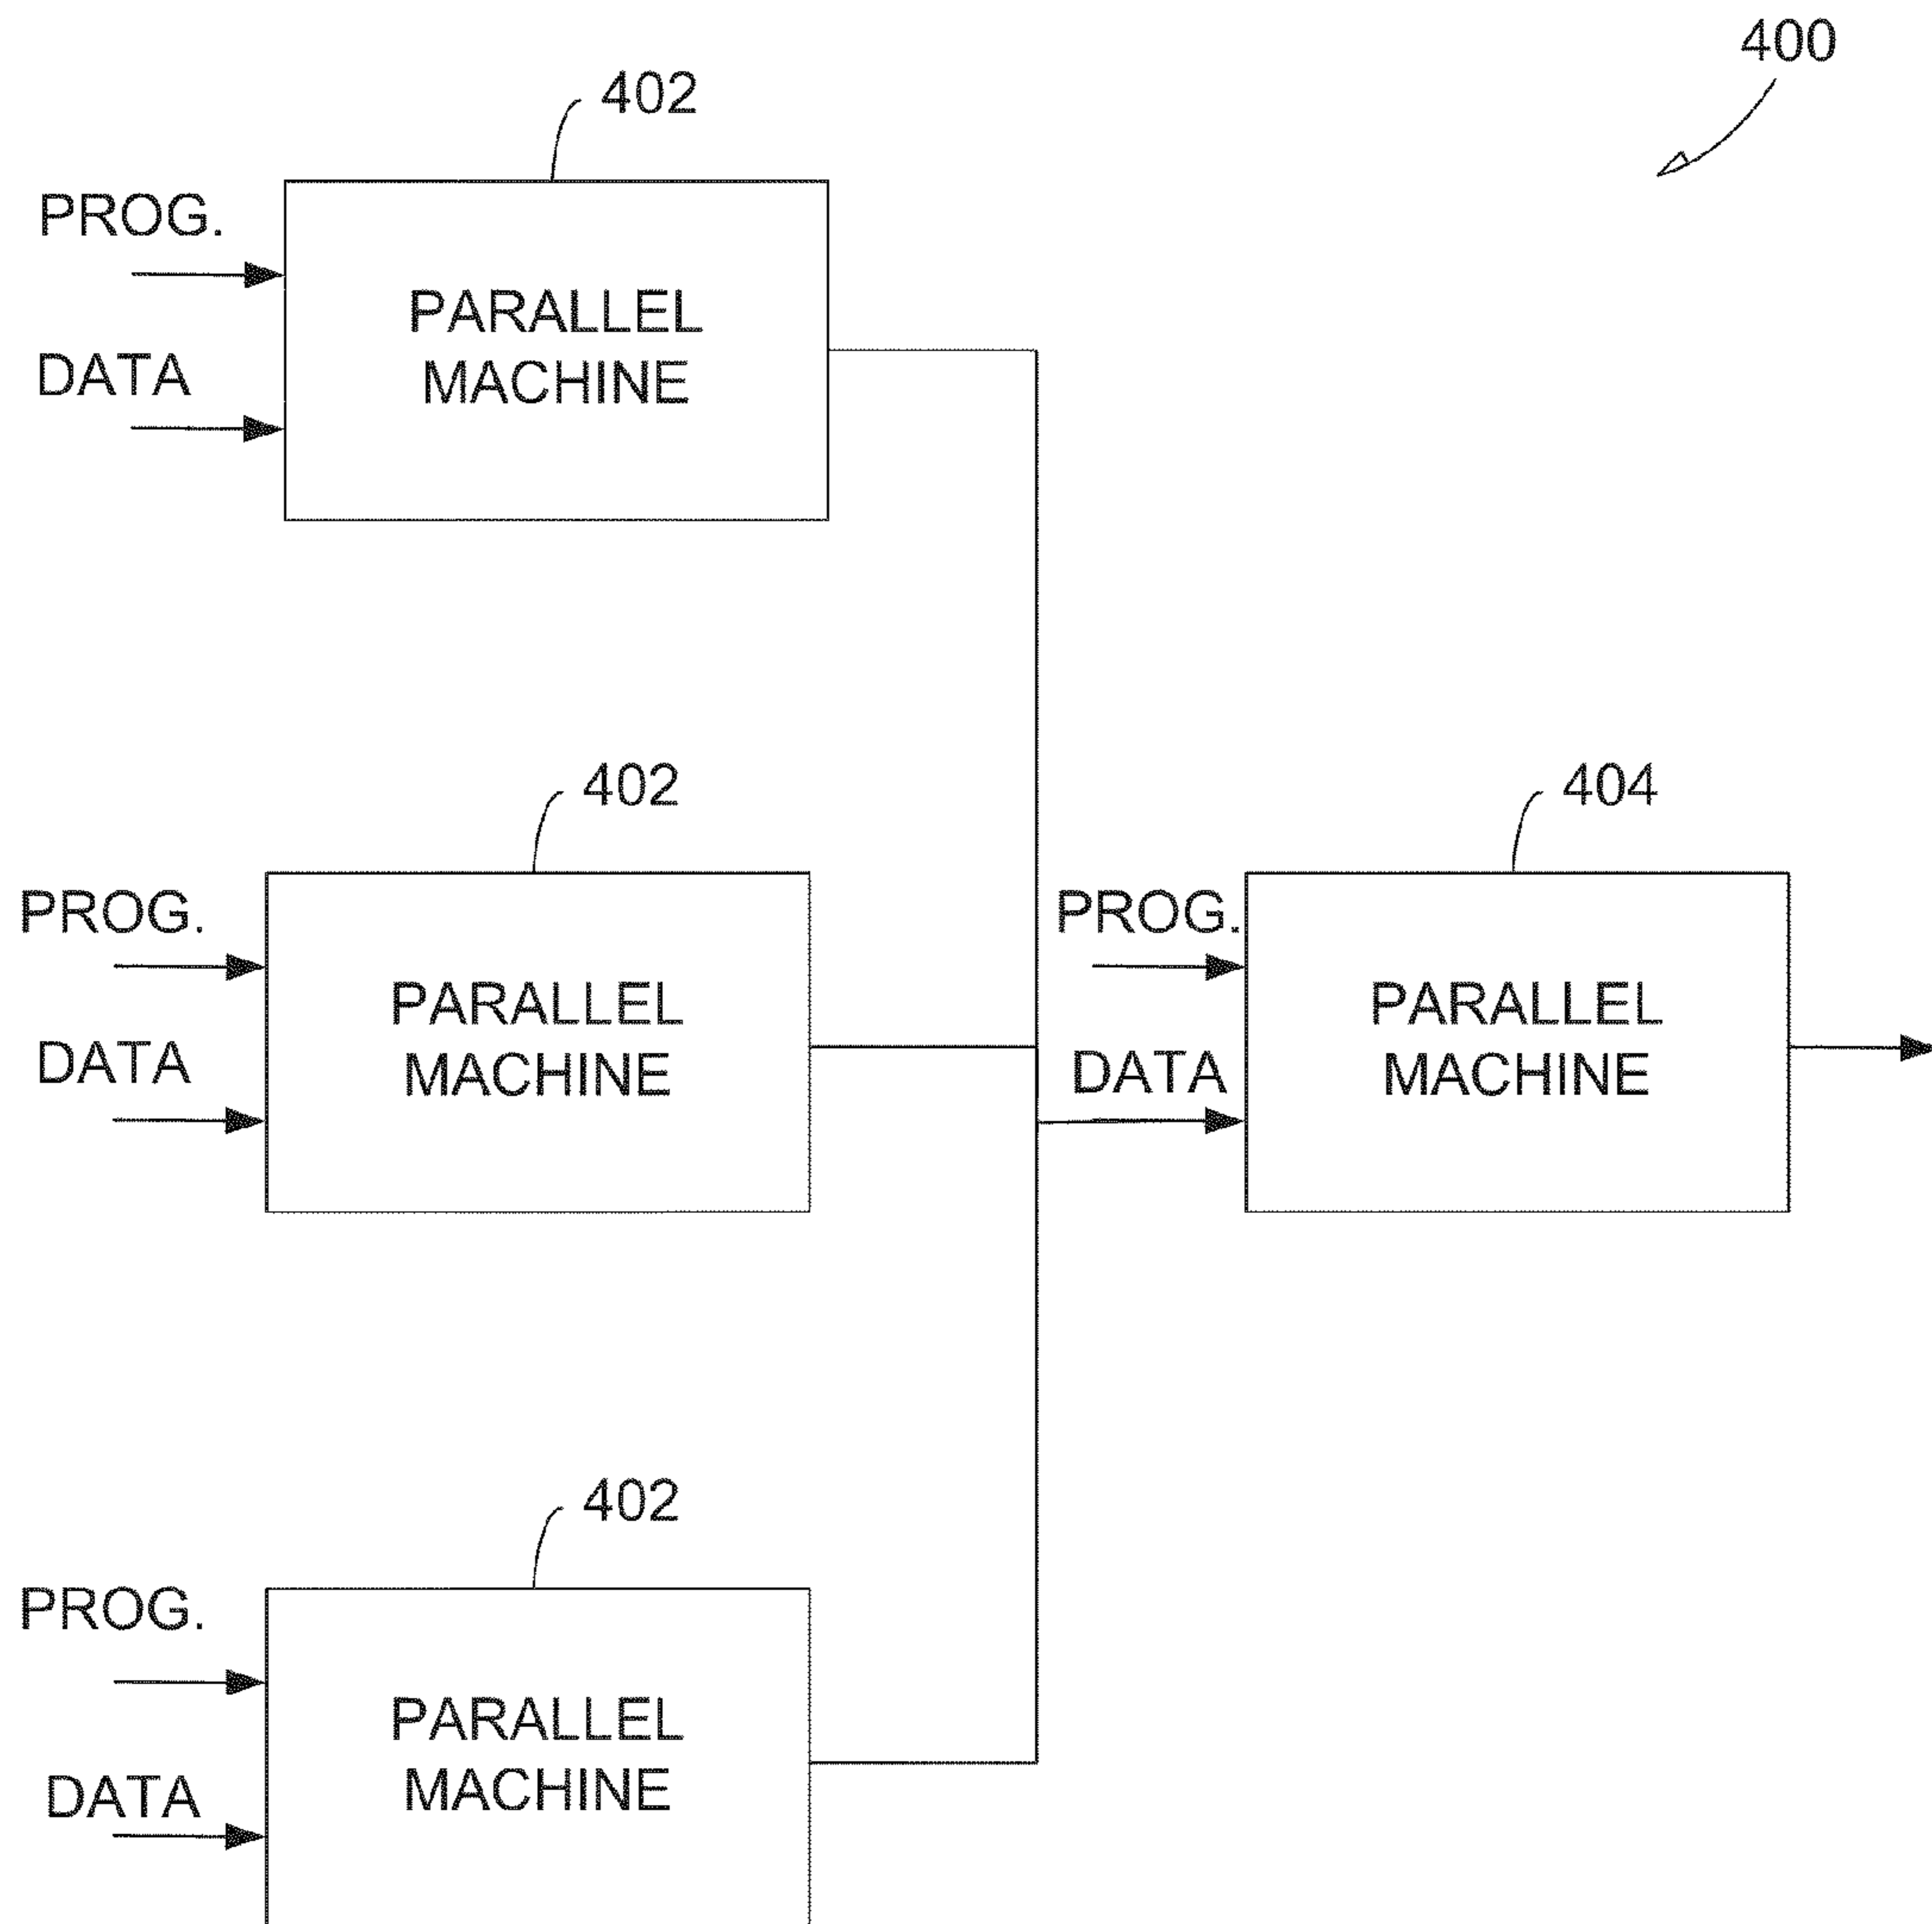 400
402
PROG.
PARALLEL
MACHINE
DATA
402
404
PROG.
PARALLEL
MACHINE
DATA
PROG.
PARALLEL
MACHINE
DATA
402
PROG.
PARALLEL
MACHINE
DATA